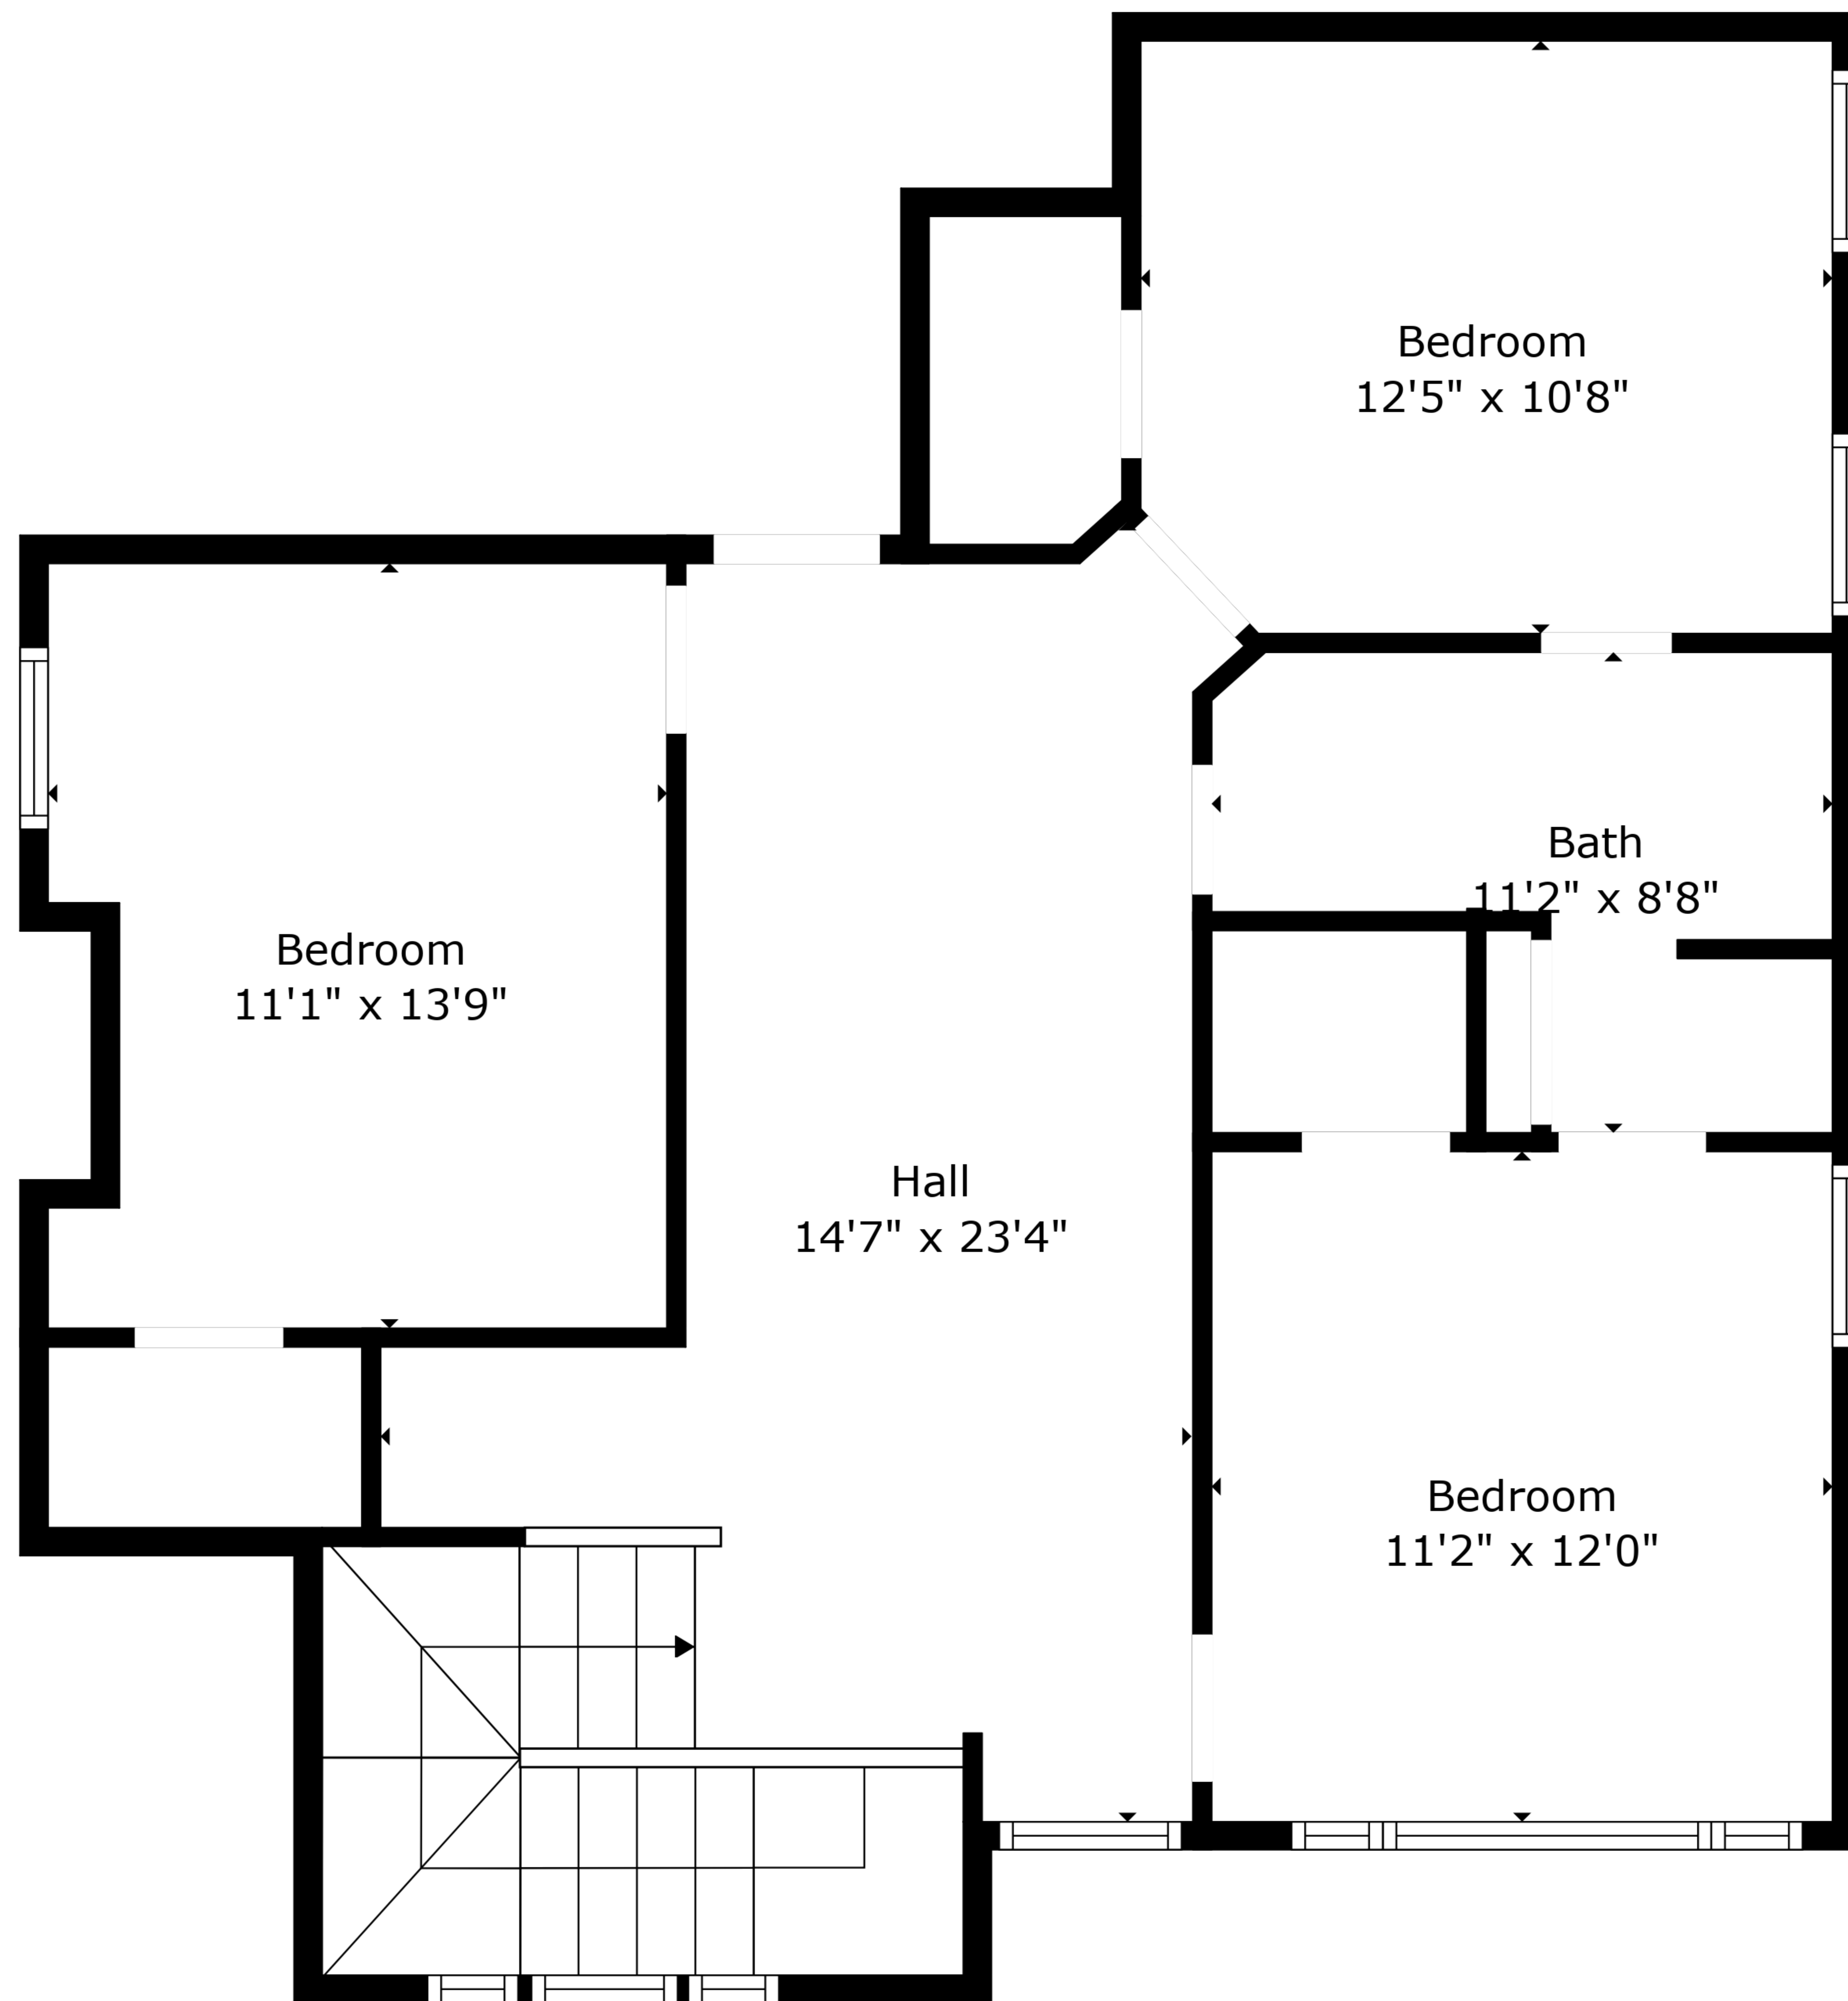 Bedroom
12'5" x 10'8"
Bath
11'2" x 8'8"
Bedroom
11'1" x 13'9"
Hall
14'7" x 23'4"
Bedroom
11'2" x 12'0"